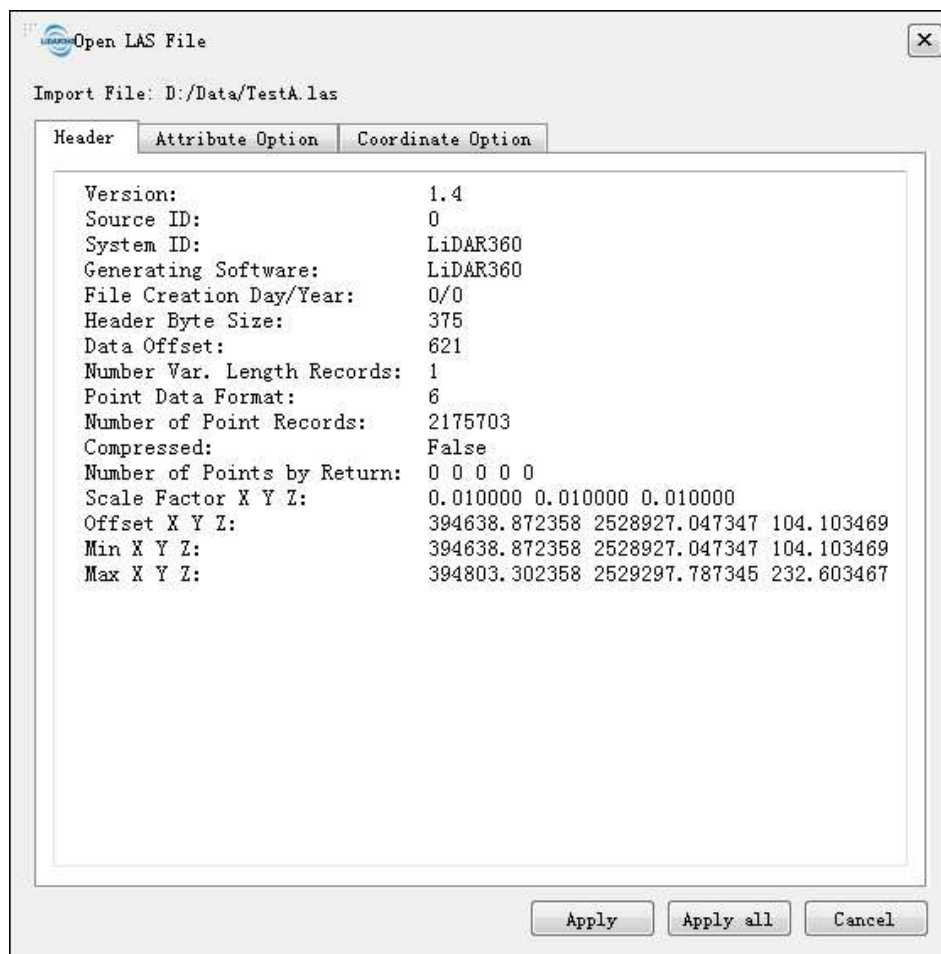 Open LAS File
Import File: D:/Data/TestA.las
Header Attribute Option Coordinate Option
Version: 1.4
Source ID: 0
System ID: LiDAR360
Generating Software: LiDAR360
File Creation Day/Year: 0/0
Header Byte Size: 375
Data Offset: 621
Number Var. Length Records: 1
Point Data Format: 6
Number of Point Records: 2175703
Compressed: False
Number of Points by Return: 0 0 0 0 0
Scale Factor X Y Z: 0.010000 0.010000 0.010000
Offset X Y Z: 394638.872358 2528927.047347 104.103469
Min X Y Z: 394638.872358 2528927.047347 104.103469
Max X Y Z: 394803.302358 2529297.787345 232.603467
Apply Apply all Cancel